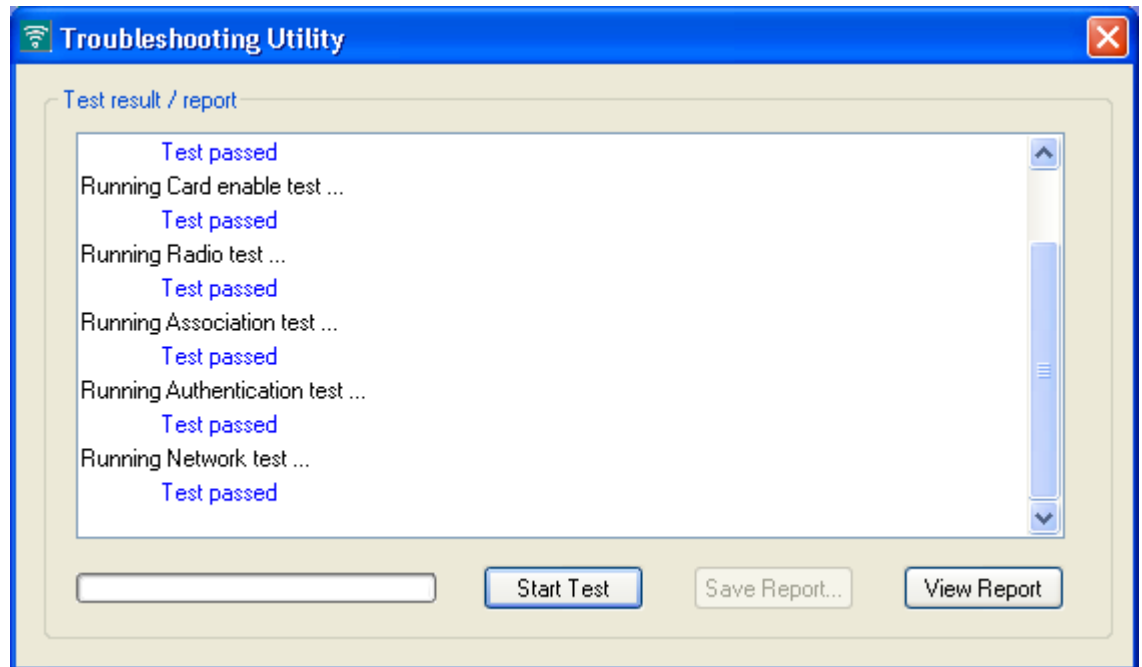 Troubleshooting Utility
Test result / report
Test passed
Running Card enable test ...
Test passed
Running Radio test ...
Test passed
Running Association test ...
Test passed
Running Authentication test ...
Test passed
Running Network test ...
Test passed
Start Test
Save Report...
View Report